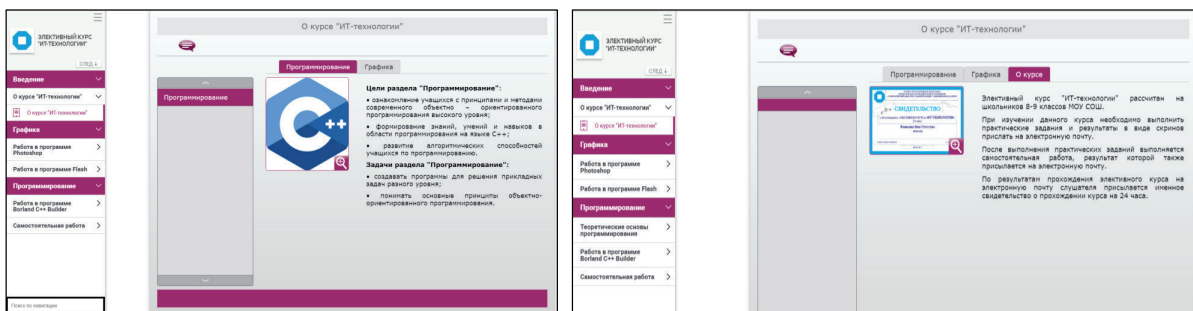 ЭЛЕКТИВНЫЙ КУРС
"ИТ-ТЕХНОЛОГИИ"
СЛЕД ↓
Введение
О курсе "ИТ-технологии"
О курсе "ИТ-технологии"
Графика
Работа в программе
Photoshop
Работа в программе Flash
Программирование
Работа в программе
Borland C++ Builder
Самостоятельная работа
Поиск по навигации
О курсе "ИТ-технологии"
Программирование
Графика
Программирование
C++
Цели раздела "Программирование":
• ознакомление учащихся с принципами и методами
современного объектно – ориентированного
программирования высокого уровня;
• формирование знаний, умений и навыков в
области программирования на языке С++;
• развитие алгоритмических способностей
учащихся по программированию.
Задачи раздела "Программирование":
• создавать программы для решения прикладных
задач разного уровня;
• понимать основные принципы объектно-
ориентированного программирования.
ЭЛЕКТИВНЫЙ КУРС
"ИТ-ТЕХНОЛОГИИ"
СЛЕД ↓
Введение
О курсе "ИТ-технологии"
О курсе "ИТ-технологии"
Графика
Работа в программе
Photoshop
Работа в программе Flash
Программирование
Теоретические основы
программирования
Работа в программе
Borland C++ Builder
Самостоятельная работа
О курсе "ИТ-технологии"
Программирование
Графика
О курсе
СВИДЕТЕЛЬСТВО
Элективный курс "ИТ-технологии" рассчитан на
школьников 8-9 классов МОУ СОШ.
При изучении данного курса необходимо выполнить
практические задания и результаты в виде скринов
прислать на электронную почту.
После выполнения практических заданий выполняется
самостоятельная работа, результат которой также
присылается на электронную почту.
По результатам прохождения элективного курса на
электронную почту слушателя присылается именное
свидетельство о прохождении курса на 24 часа.